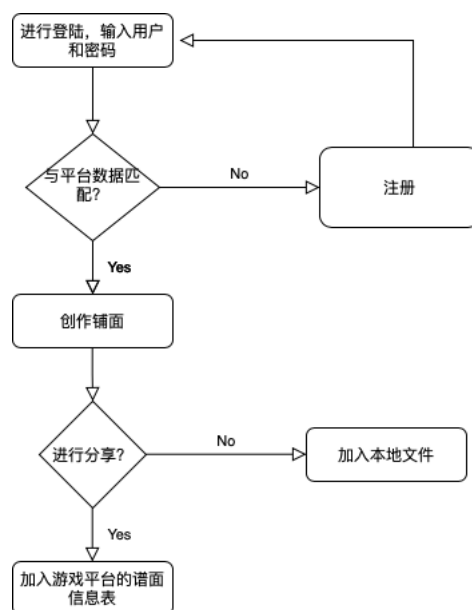 进行登陆，输入用户
和密码
与平台数据匹
配？
No
注册
Yes
创作铺面
进行分享？
No
加入本地文件
Yes
加入游戏平台的谱面
信息表